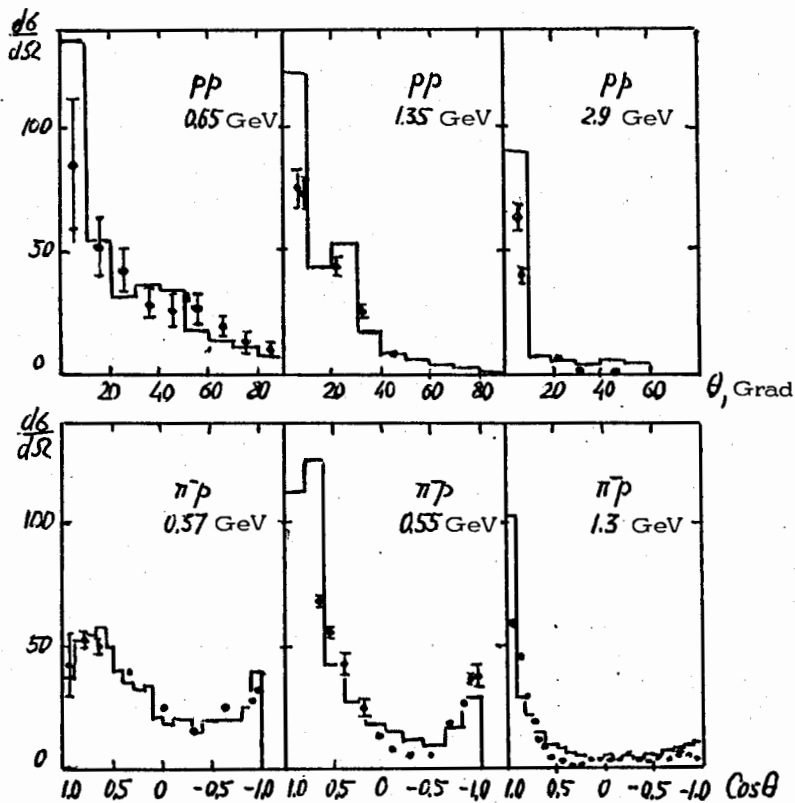 dσ/dΩ
pp pp pp
0.65 GeV 1.35 GeV 2.9 GeV
100
50
0
20 40 60 80 20 40 60 80 20 40 60 θ, Grad
dσ/dΩ
π⁻p π⁻p π⁻p
0.37 GeV 0.55 GeV 1.3 GeV
100
50
0
1.0 0,5 0 -0,5 -1.0 1.0 0,5 0 -0,5 -1,0 1.0 0.5 0 -0.5 -1.0 Cosθ